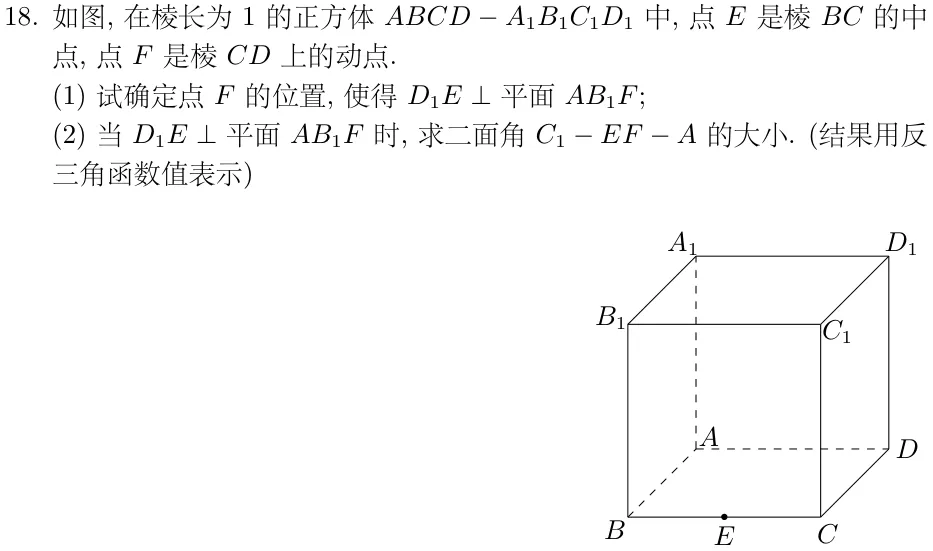 18. 如图, 在棱长为 1 的正方体 ABCD − A₁B₁C₁D₁ 中, 点 E 是棱 BC 的中
点, 点 F 是棱 CD 上的动点.
(1) 试确定点 F 的位置, 使得 D₁E ⊥ 平面 AB₁F;
(2) 当 D₁E ⊥ 平面 AB₁F 时, 求二面角 C₁ − EF − A 的大小. (结果用反
三角函数值表示)
A₁
D₁
B₁
C₁
A
D
B
E
C